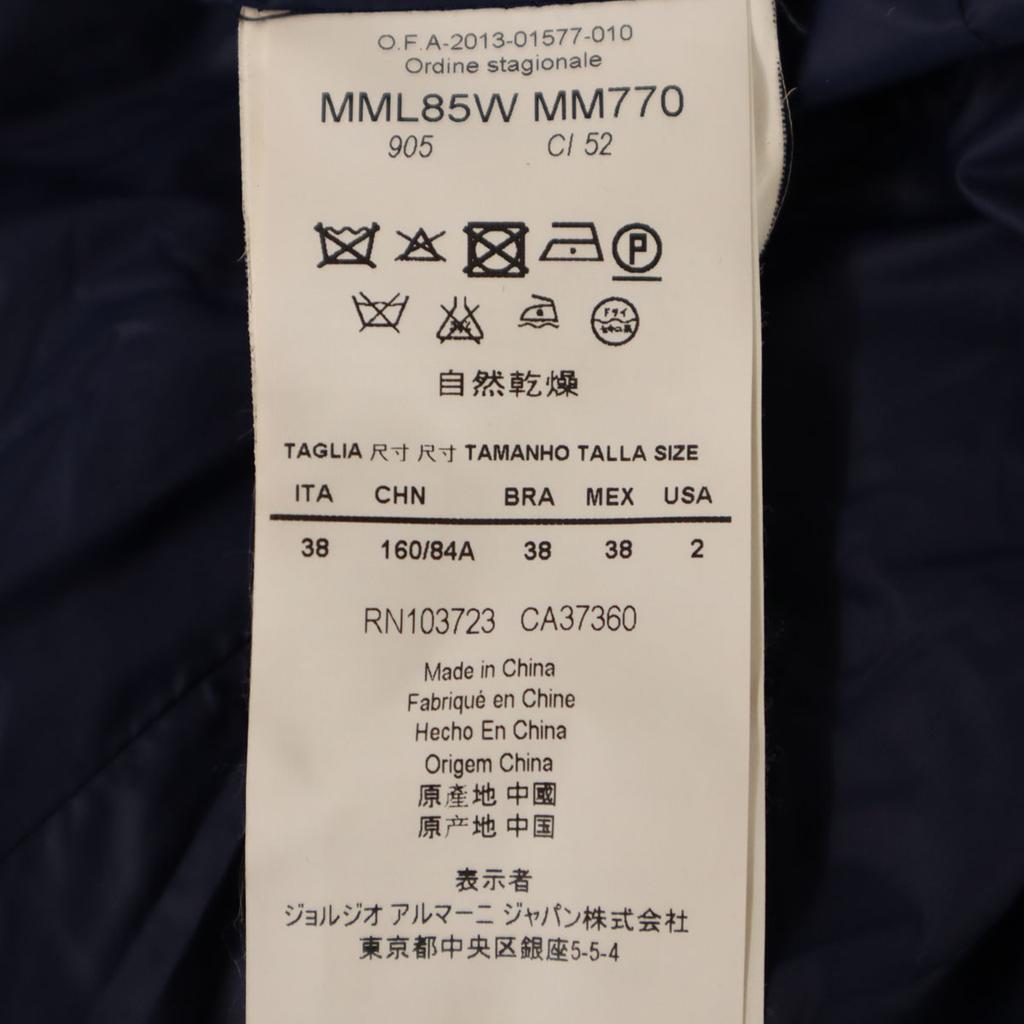 O.F.A-2013-01577-010
Ordine stagionale
MML85W MM770
905 CI 52
P
ドライ
自然乾燥
TAGLIA 尺寸 尺寸 TAMANHO TALLA SIZE
ITA CHN BRA MEX USA
38 160/84A 38 38 2
RN103723 CA37360
Made in China
Fabriqué en Chine
Hecho En China
Origem China
原產地 中國
原产地 中国
表示者
ジョルジオ アルマーニ ジャパン株式会社
東京都中央区銀座5-5-4